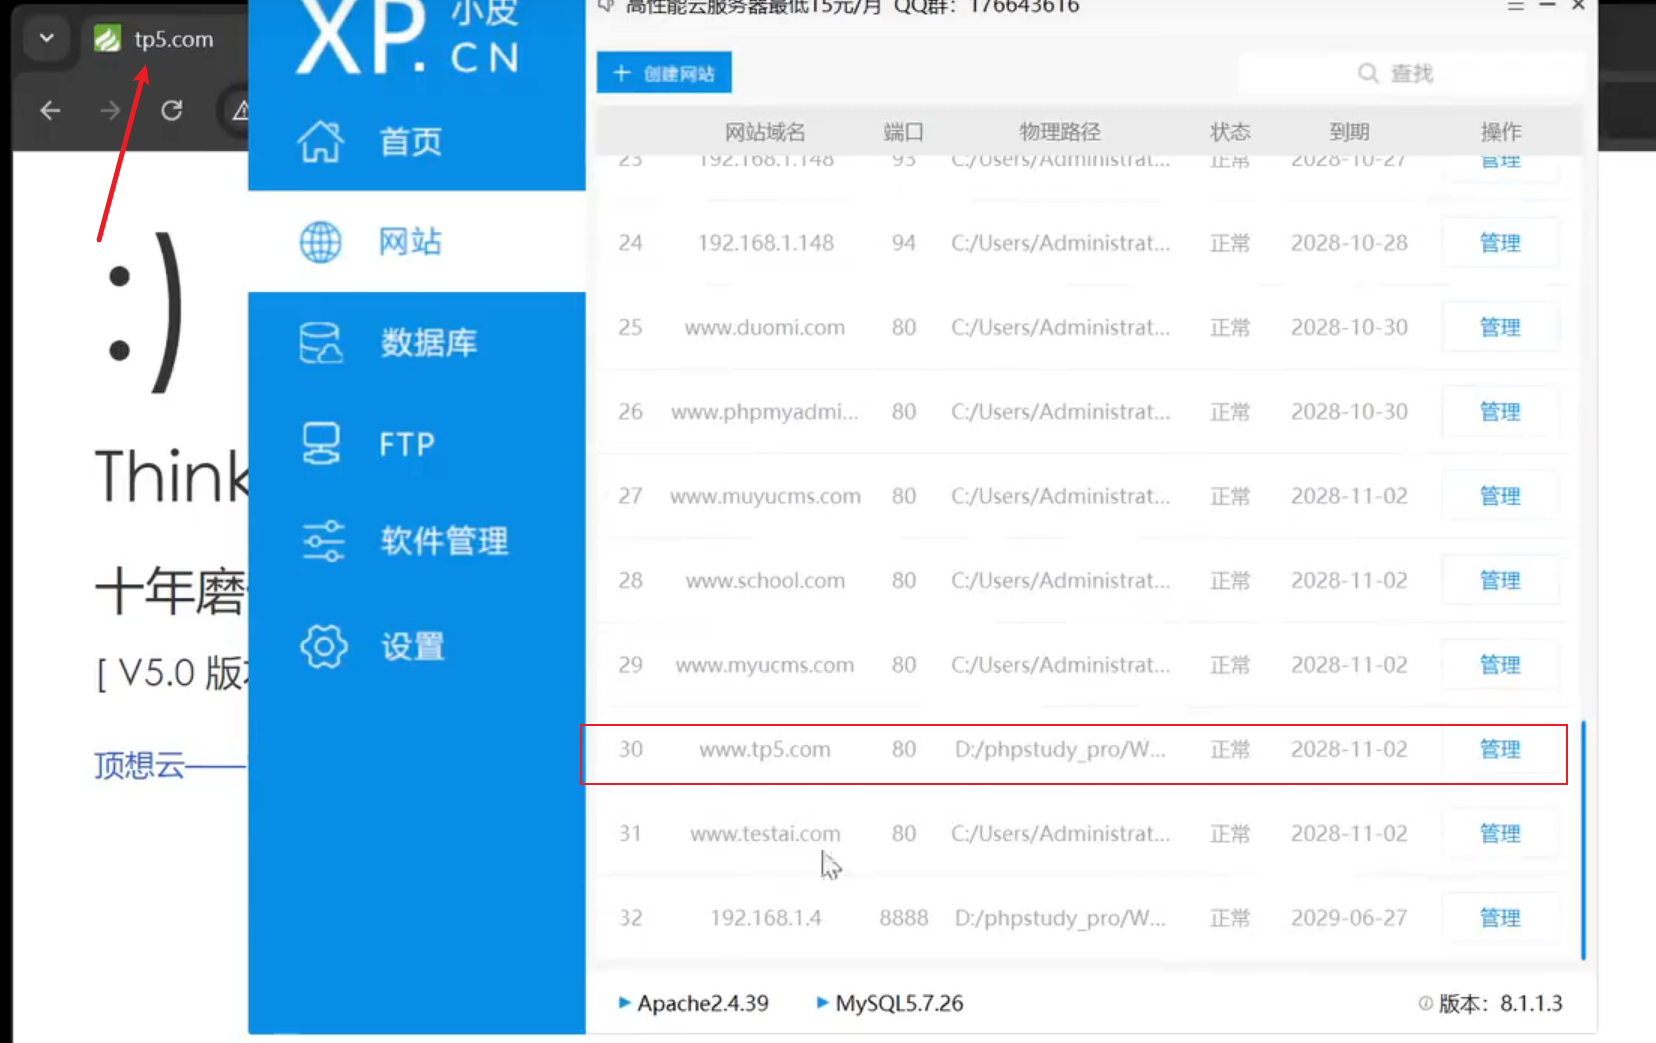 tp5.com
:)
Think
十年磨
[ V5.0 版
顶想云——
XP.
小皮
CN
首页
网站
数据库
FTP
软件管理
设置
高性能云服务器最低15元/月 QQ群：176643616
创建网站
查找
网站域名 端口 物理路径 状态 到期 操作
23 192.168.1.148 93 C:/Users/Administrat... 正常 2028-10-27 管理
24 192.168.1.148 94 C:/Users/Administrat... 正常 2028-10-28 管理
25 www.duomi.com 80 C:/Users/Administrat... 正常 2028-10-30 管理
26 www.phpmyadmi... 80 C:/Users/Administrat... 正常 2028-10-30 管理
27 www.muyucms.com 80 C:/Users/Administrat... 正常 2028-11-02 管理
28 www.school.com 80 C:/Users/Administrat... 正常 2028-11-02 管理
29 www.myucms.com 80 C:/Users/Administrat... 正常 2028-11-02 管理
30 www.tp5.com 80 D:/phpstudy_pro/W... 正常 2028-11-02 管理
31 www.testai.com 80 C:/Users/Administrat... 正常 2028-11-02 管理
32 192.168.1.4 8888 D:/phpstudy_pro/W... 正常 2029-06-27 管理
Apache2.4.39 MySQL5.7.26 版本：8.1.1.3